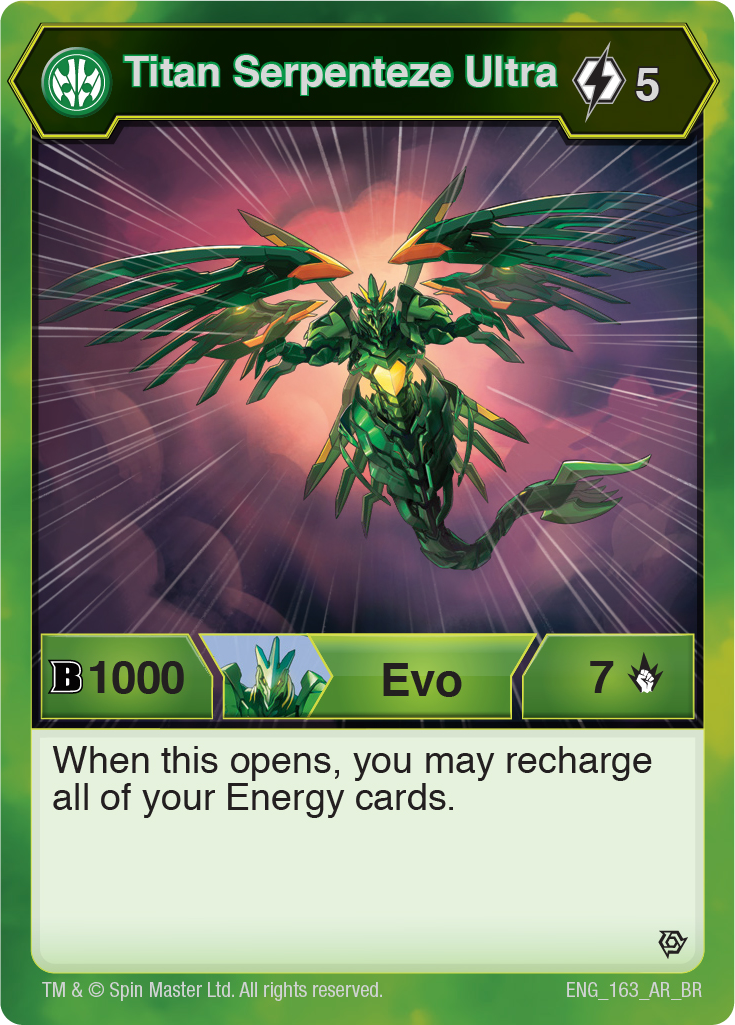 Titan Serpenteze Ultra 5
B 1000 Evo 7
When this opens, you may recharge
all of your Energy cards.
TM & © Spin Master Ltd. All rights reserved. ENG_163_AR_BR